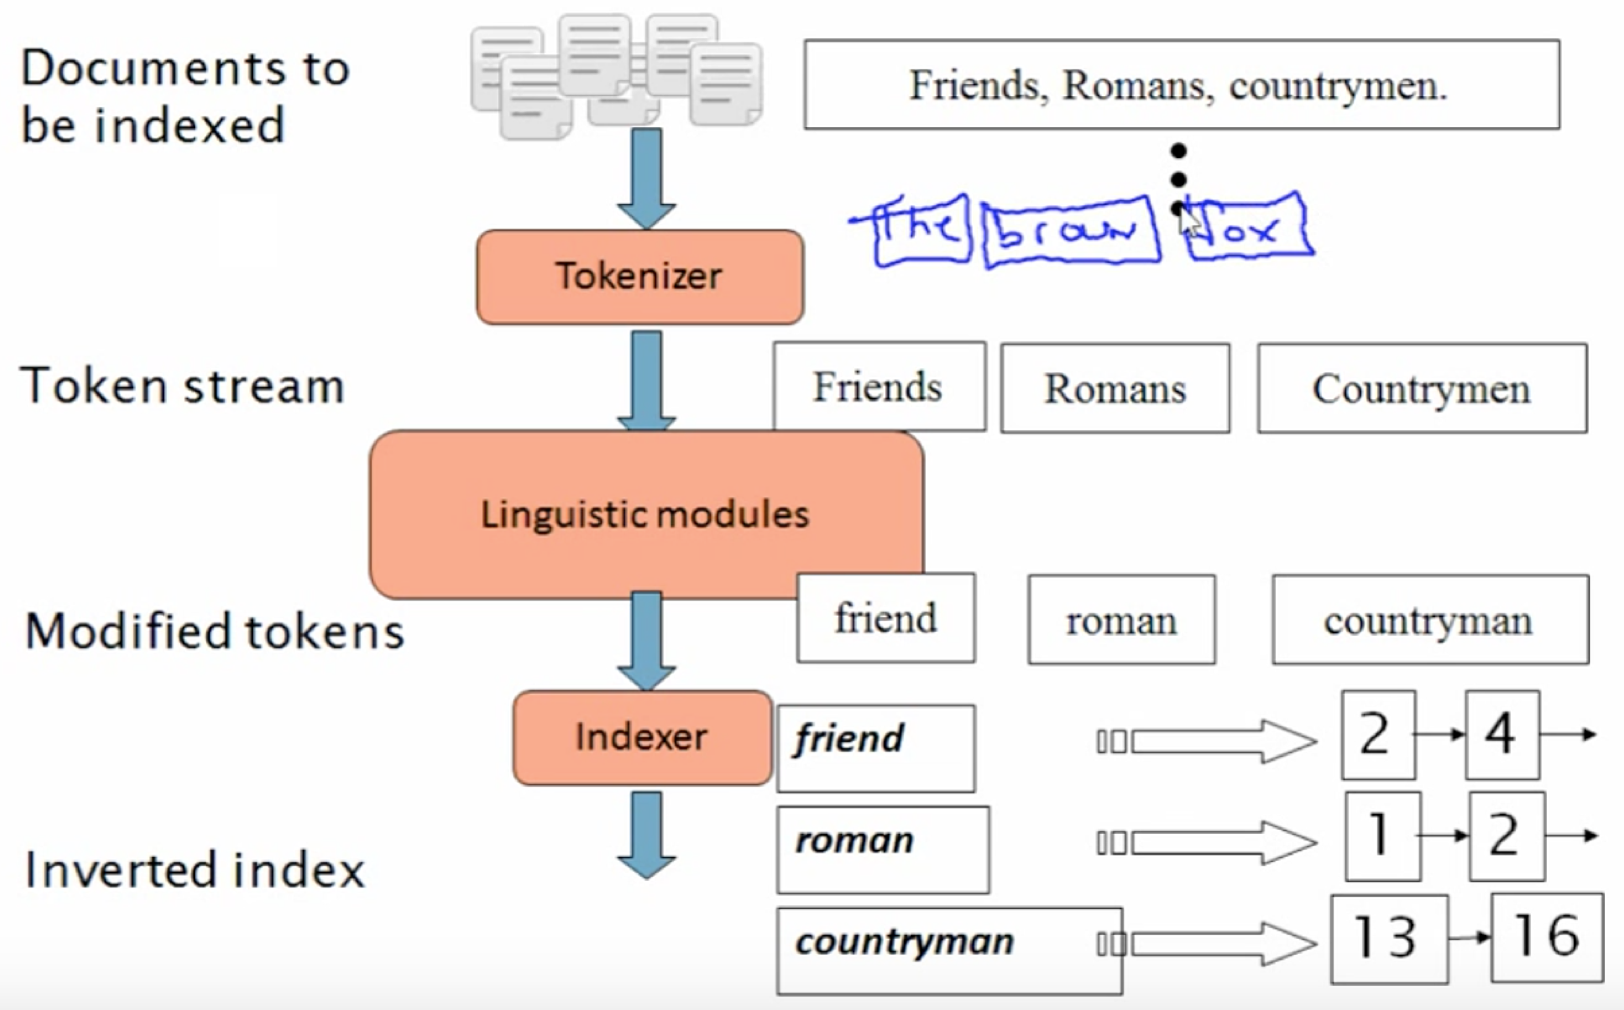 Documents to
be indexed
Friends, Romans, countrymen.
The brown fox
Tokenizer
Token stream
Friends Romans Countrymen
Linguistic modules
Modified tokens
friend roman countryman
Indexer
friend 2 4
roman 1 2
Inverted index
countryman 13 16